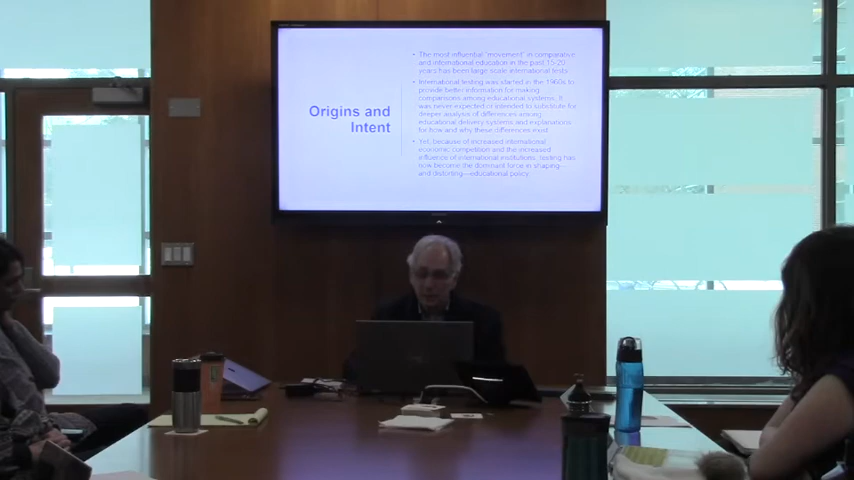 Origins and
Intent
• The most influential "movement" in comparative
and international education in the past 15-20
years has been large scale international tests
• International testing was started in the 1960s to
provide better information for making
comparisons among educational systems. It
was never expected or intended to substitute for
deeper analysis of differences among
educational delivery systems and explanations
for how and why these differences exist
• Yet, because of increased international
economic competition and the increased
influence of international institutions, testing has
now become the dominant force in shaping—
and distorting—educational policy